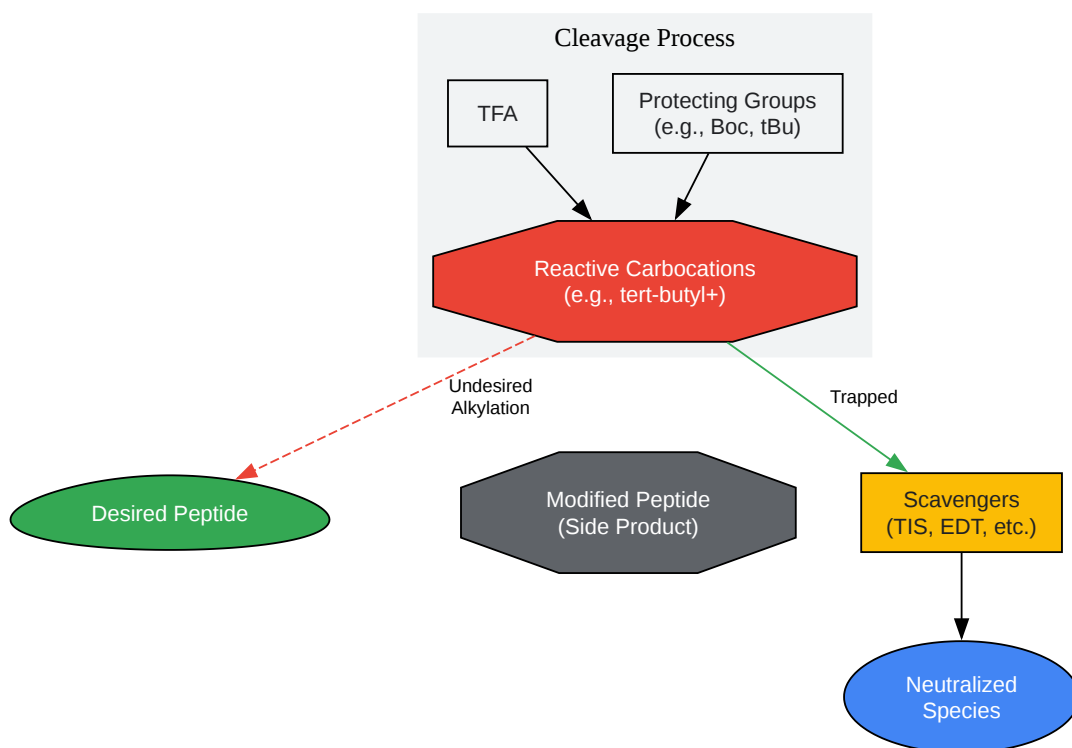 Cleavage Process
TFA
Protecting Groups
(e.g., Boc, tBu)
Reactive Carbocations
(e.g., tert-butyl+)
Undesired
Alkylation
Trapped
Desired Peptide
Modified Peptide
(Side Product)
Scavengers
(TIS, EDT, etc.)
Neutralized
Species